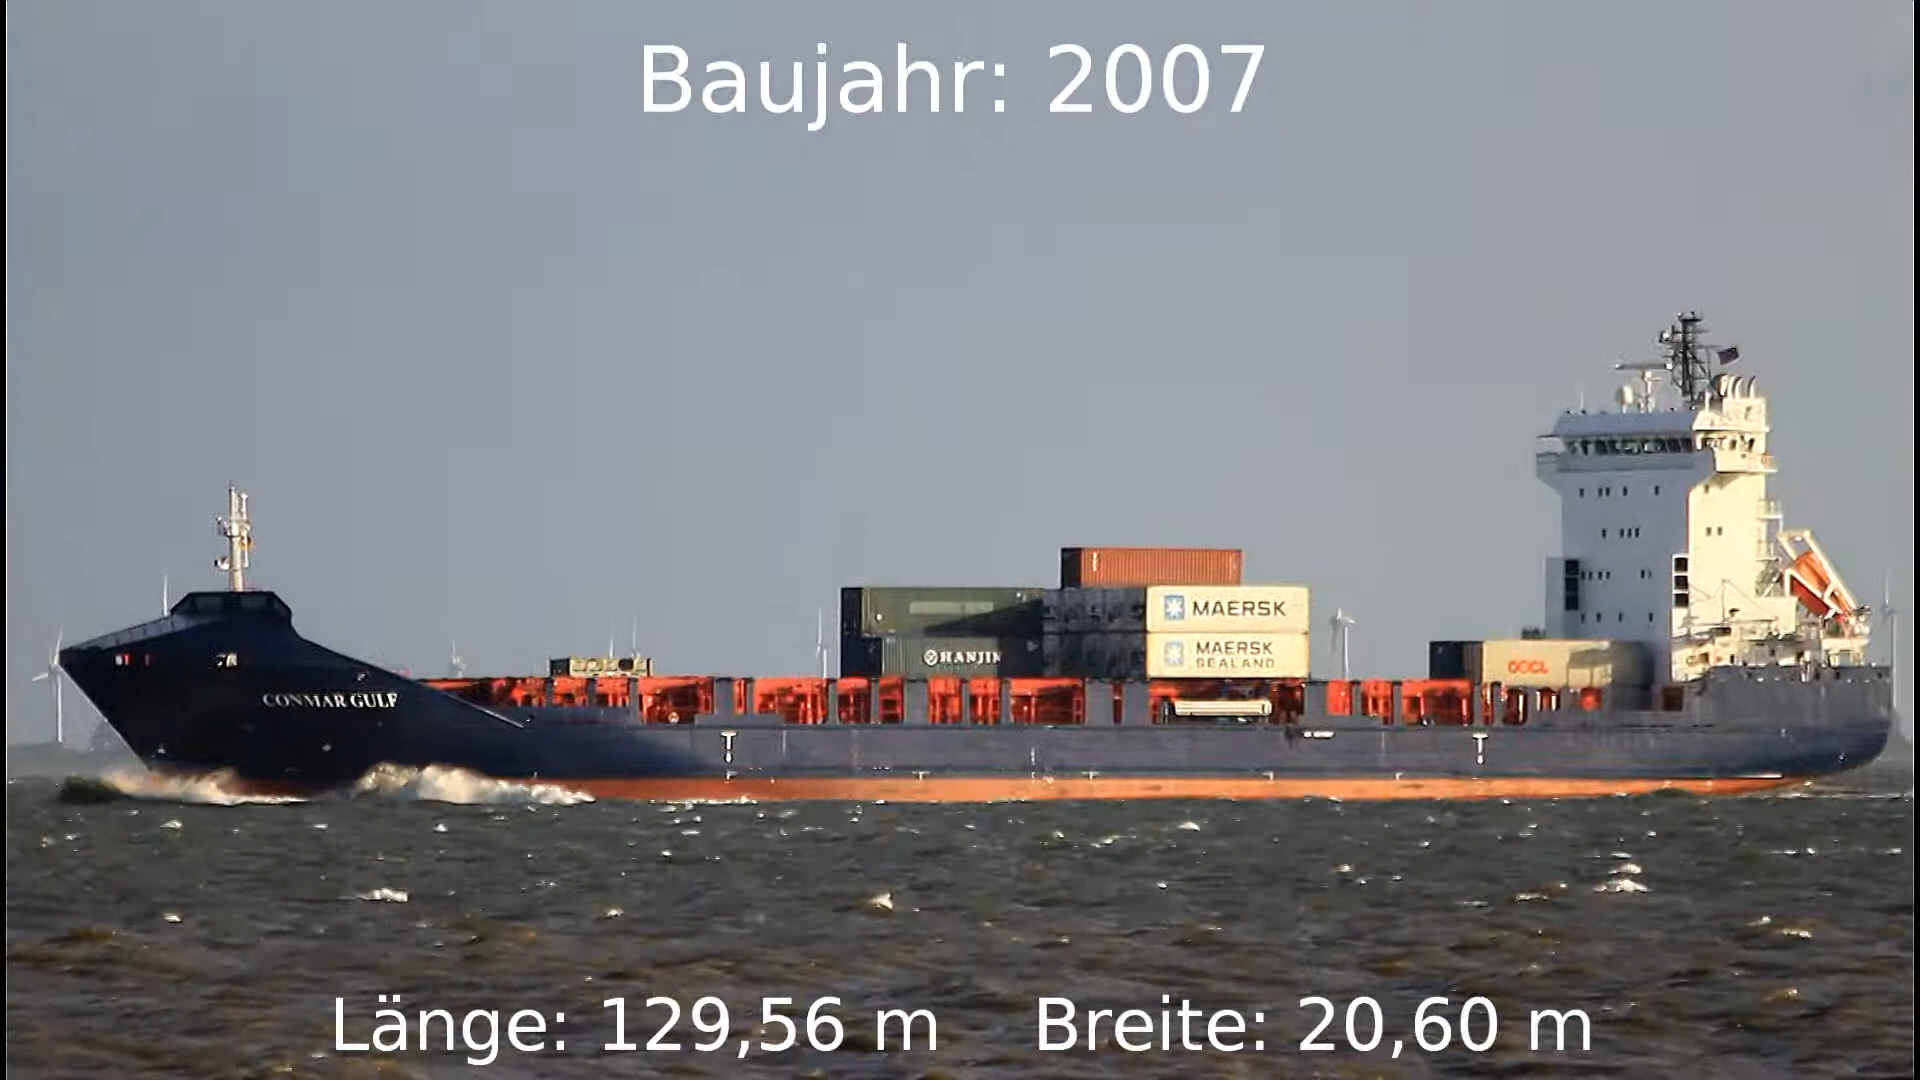 Baujahr: 2007
MAERSK
MAERSK
SEALAND
HANJIN
OOCL
CONMAR GULF
Länge: 129,56 m Breite: 20,60 m